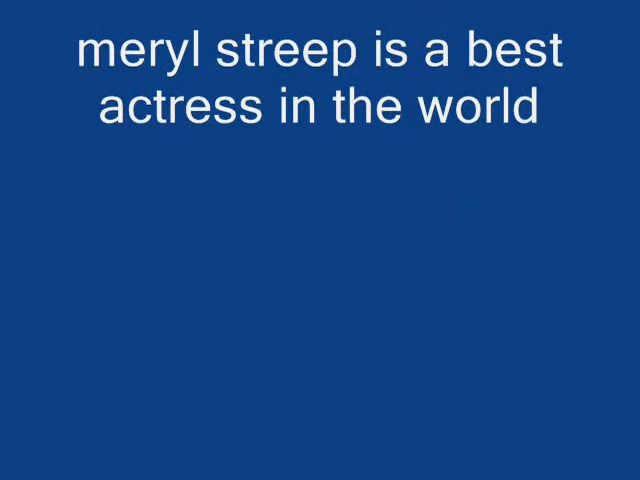 meryl streep is a best
actress in the world